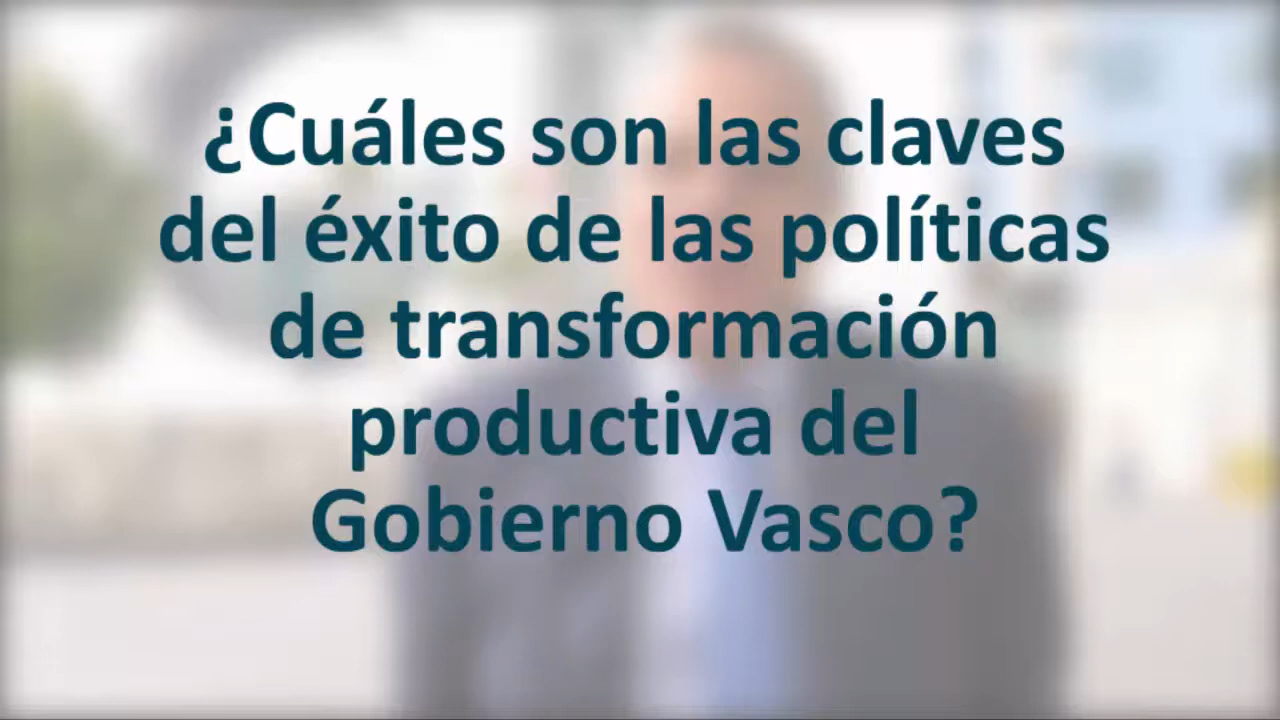 ¿Cuáles son las claves
del éxito de las políticas
de transformación
productiva del
Gobierno Vasco?